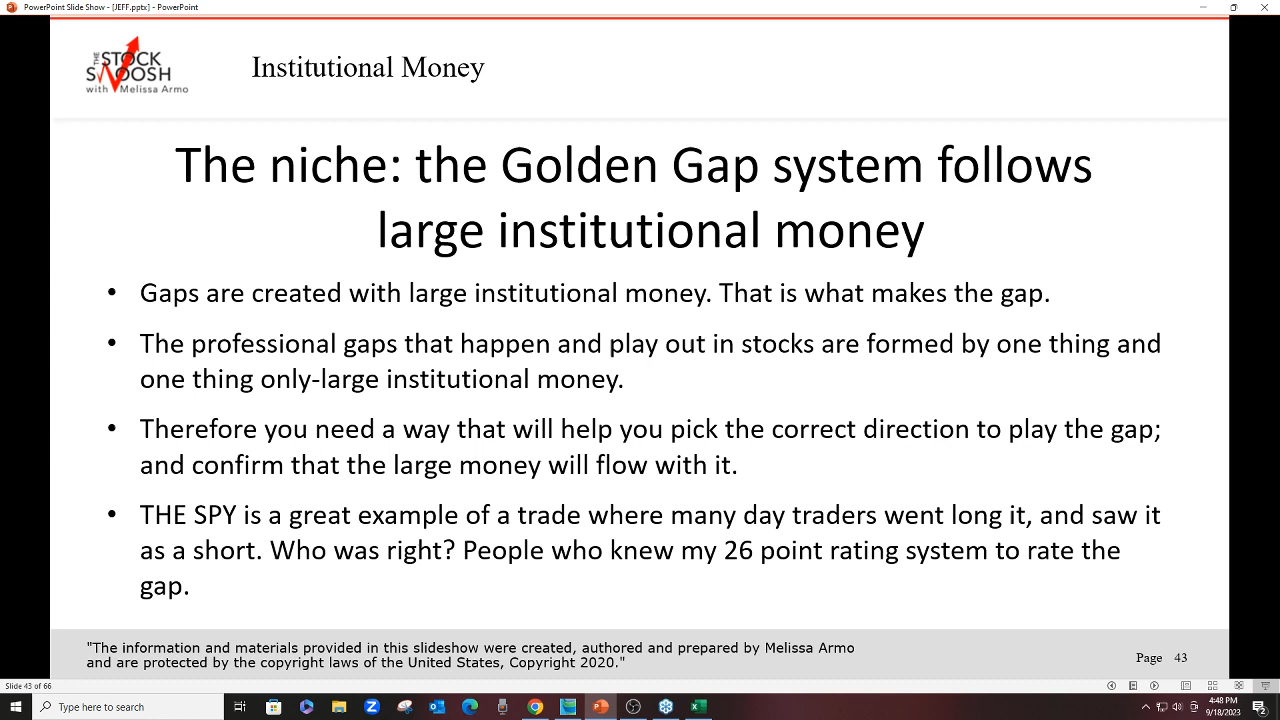 PowerPoint Slide Show - [JEFF.pptx] - PowerPoint
THE STOCK
SWOOSH
with Melissa Armo
Institutional Money
The niche: the Golden Gap system follows
large institutional money
• Gaps are created with large institutional money. That is what makes the gap.
• The professional gaps that happen and play out in stocks are formed by one thing and
one thing only-large institutional money.
• Therefore you need a way that will help you pick the correct direction to play the gap;
and confirm that the large money will flow with it.
• THE SPY is a great example of a trade where many day traders went long it, and saw it
as a short. Who was right? People who knew my 26 point rating system to rate the
gap.
"The information and materials provided in this slideshow were created, authored and prepared by Melissa Armo
and are protected by the copyright laws of the United States, Copyright 2020."
Page 43
Slide 43 of 66
Type here to search
4:48 PM
9/18/2023
2